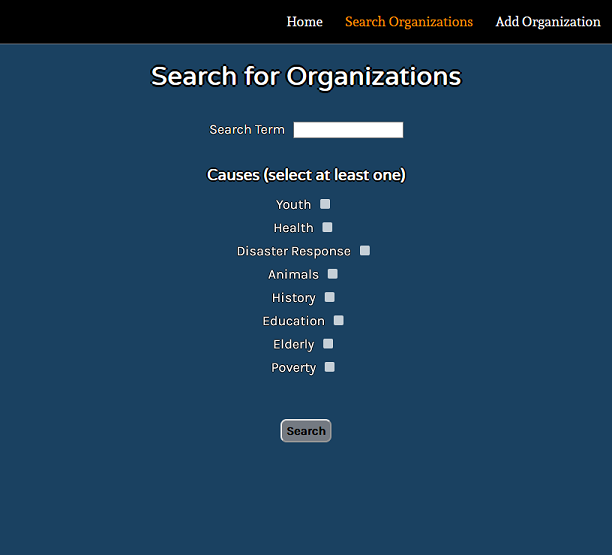 Home Search Organizations Add Organization
Search for Organizations
Search Term
Causes (select at least one)
Youth
Health
Disaster Response
Animals
History
Education
Elderly
Poverty
Search